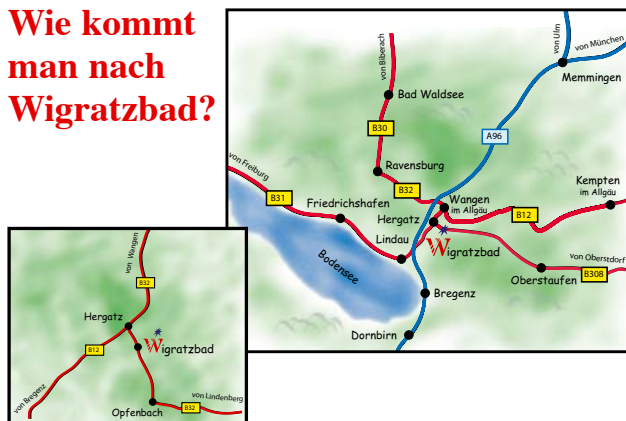 Wie kommt
man nach
Wigratzbad?
von Ulm
von München
von Biberach
Memmingen
Bad Waldsee
B30
A96
von Freiburg
Ravensburg
B31
B32
Wangen
im Allgäu
Kempten
im Allgäu
B12
Friedrichshafen
Hergatz
Lindau
Wigratzbad
von Oberstdorf
B308
Oberstaufen
Bodensee
Bregenz
Dornbirn
von Wangen
B32
Hergatz
Wigratzbad
B12
von Bregenz
Opfenbach
B32
von Lindenberg